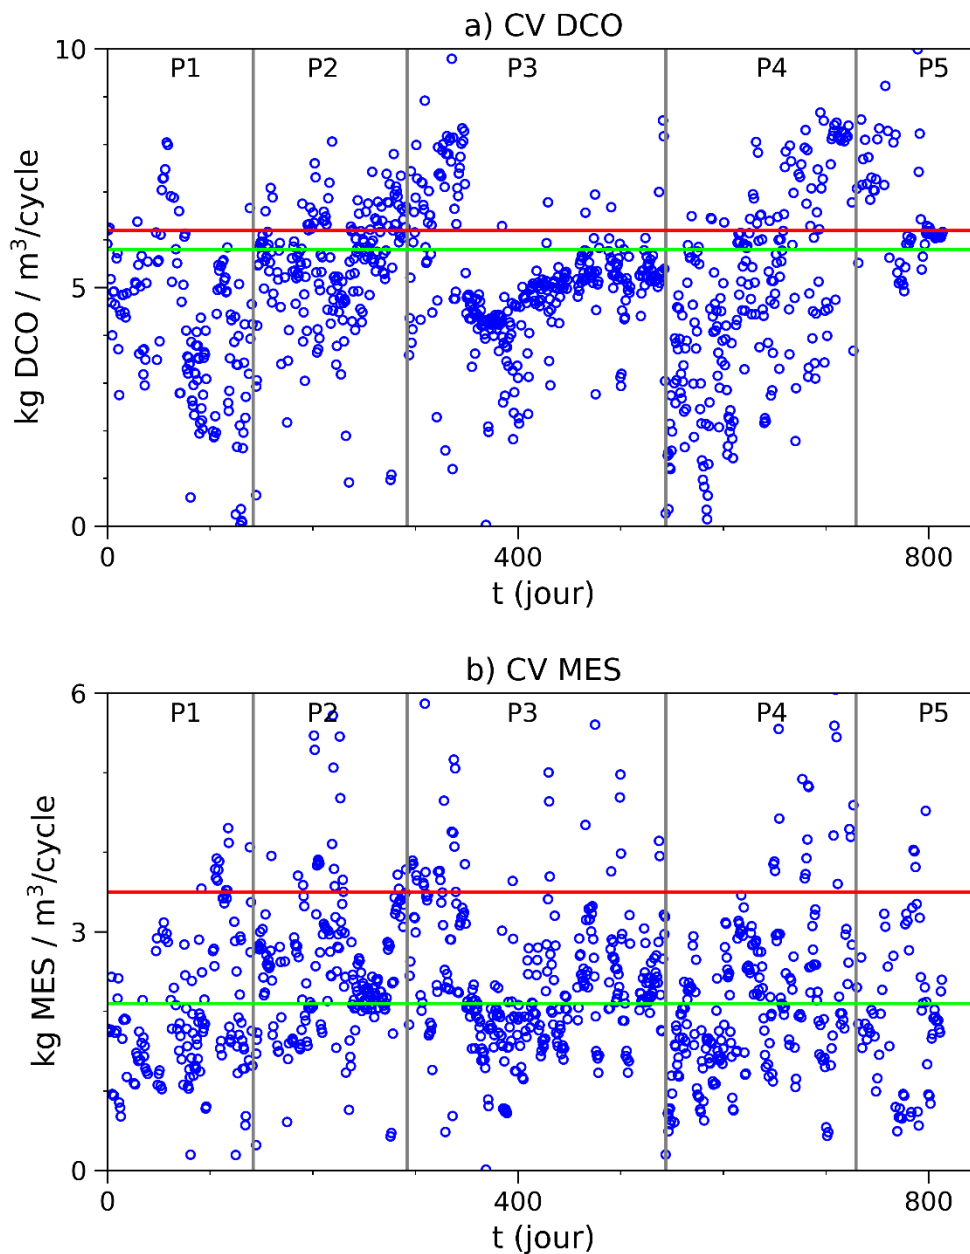 a) CV DCO
10
P1 P2 P3 P4 P5
kg DCO / m³/cycle
5
0
0 400 800
t (jour)
b) CV MES
6
P1 P2 P3 P4 P5
kg MES / m³/cycle
3
0
0 400 800
t (jour)